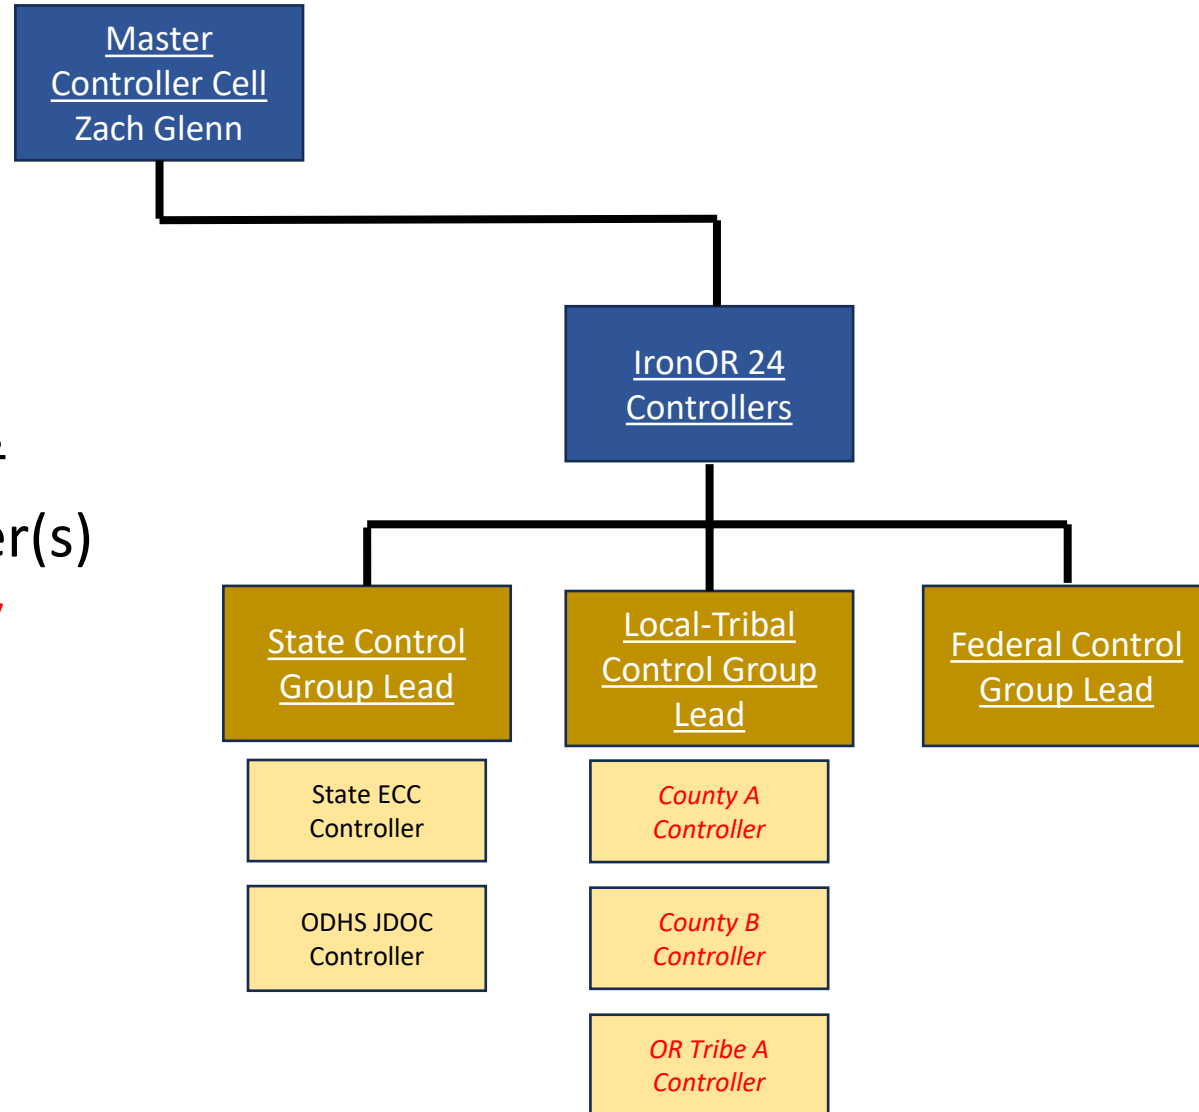 Master
Controller Cell
Zach Glenn
IronOR 24
Controllers
er(s)
State Control
Group Lead
Local-Tribal
Control Group
Lead
Federal Control
Group Lead
State ECC
Controller
County A
Controller
ODHS JDOC
Controller
County B
Controller
OR Tribe A
Controller